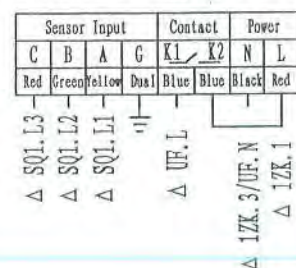 Sensor Input Contact Power
C B A G K1 K2 N L
Red Green Yellow Dual Blue Blue Black Red
△ SQ1.L3
△ SQ1.L2
△ SQ1.L1
△ UF.L
△ 1ZK.3/UF.N
△ 1ZK.1